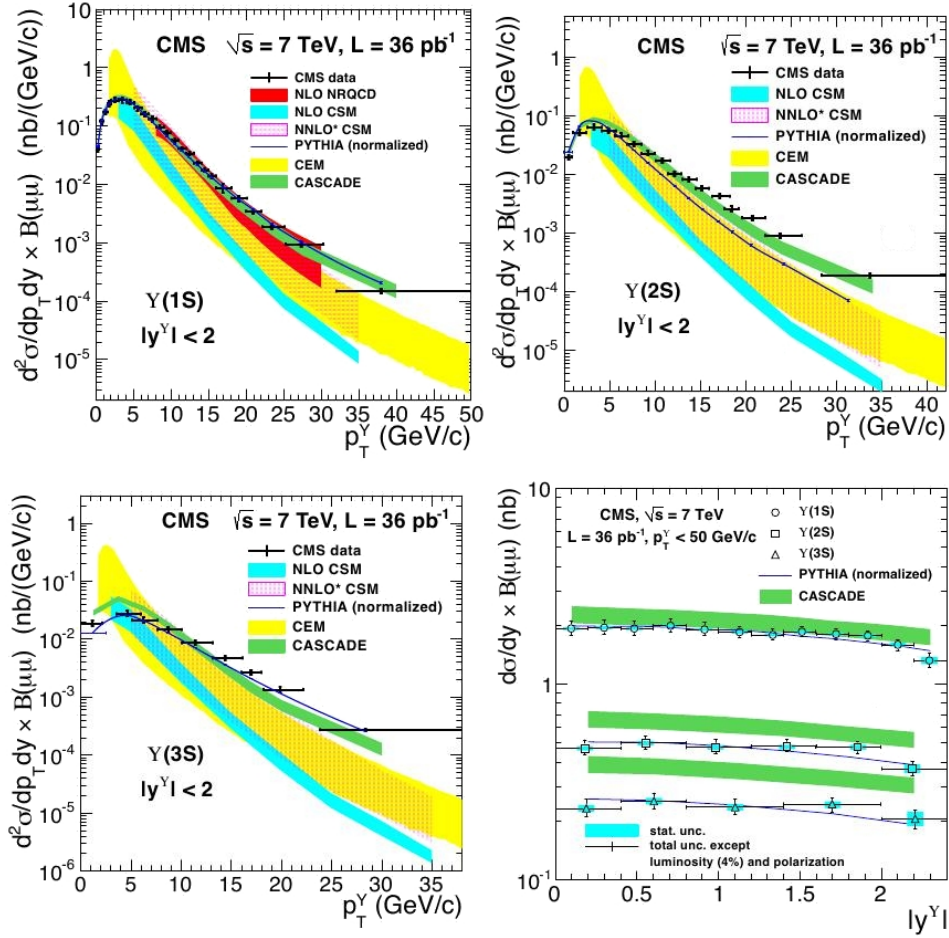 CMS √s = 7 TeV, L = 36 pb⁻¹
CMS data
NLO NRQCD
NLO CSM
NNLO* CSM
PYTHIA (normalized)
CEM
CASCADE
ϒ(1S)
|y^ϒ| < 2
d²σ/dp_T dy × B(μμ) (nb/(GeV/c))
1
10⁻¹
10⁻²
10⁻³
10⁻⁴
10⁻⁵
0 5 10 15 20 25 30 35 40 45 50
p_T^ϒ (GeV/c)
CMS √s = 7 TeV, L = 36 pb⁻¹
CMS data
NLO CSM
NNLO* CSM
PYTHIA (normalized)
CEM
CASCADE
ϒ(2S)
|y^ϒ| < 2
d²σ/dp_T dy × B(μμ) (nb/(GeV/c))
1
10⁻¹
10⁻²
10⁻³
10⁻⁴
10⁻⁵
0 5 10 15 20 25 30 35 40
p_T^ϒ (GeV/c)
CMS √s = 7 TeV, L = 36 pb⁻¹
CMS data
NLO CSM
NNLO* CSM
PYTHIA (normalized)
CEM
CASCADE
ϒ(3S)
|y^ϒ| < 2
d²σ/dp_T dy × B(μμ) (nb/(GeV/c))
1
10⁻¹
10⁻²
10⁻³
10⁻⁴
10⁻⁵
10⁻⁶
0 5 10 15 20 25 30 35
p_T^ϒ (GeV/c)
CMS, √s = 7 TeV
L = 36 pb⁻¹, p_T^ϒ < 50 GeV/c
ϒ(1S)
ϒ(2S)
ϒ(3S)
PYTHIA (normalized)
CASCADE
dσ/dy × B(μμ) (nb)
10
1
10⁻¹
stat. unc.
total unc. except
luminosity (4%) and polarization
0 0.5 1 1.5 2
|y^ϒ|